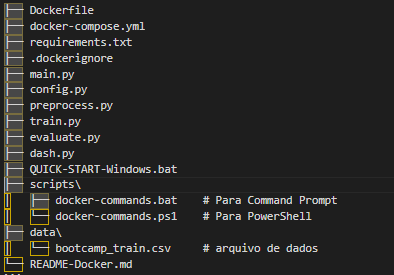 ├── Dockerfile
├── docker-compose.yml
├── requirements.txt
├── .dockerignore
├── main.py
├── config.py
├── preprocess.py
├── train.py
├── evaluate.py
├── dash.py
├── QUICK-START-Windows.bat
├── scripts\
│   ├── docker-commands.bat    # Para Command Prompt
│   └── docker-commands.ps1    # Para PowerShell
├── data\
│   └── bootcamp_train.csv     # arquivo de dados
└── README-Docker.md